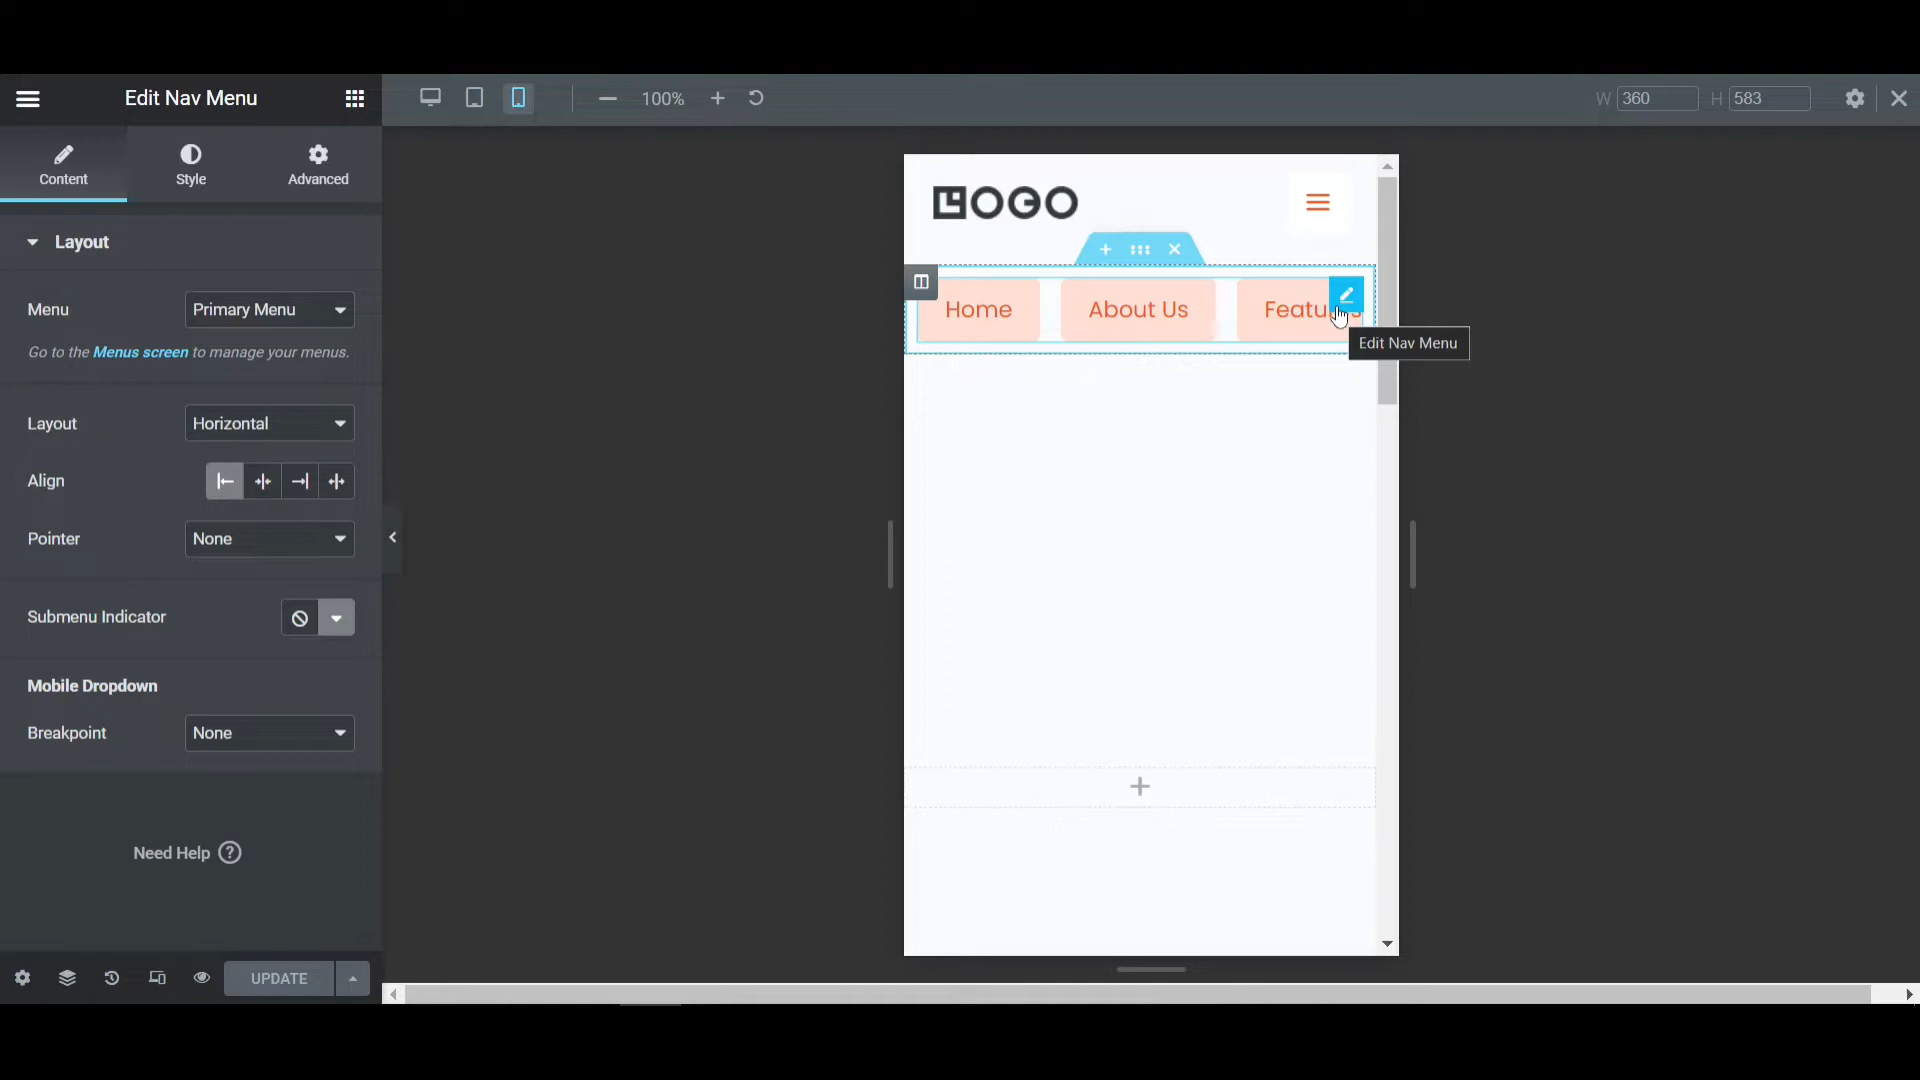 Edit Nav Menu
100%
W 360 H 583
Content Style Advanced
LOGO
Layout
Menu Primary Menu
Go to the Menus screen to manage your menus.
Home About Us
Edit Nav Menu
Layout Horizontal
Align
Pointer None
Submenu Indicator
Mobile Dropdown
Breakpoint None
Need Help ?
UPDATE